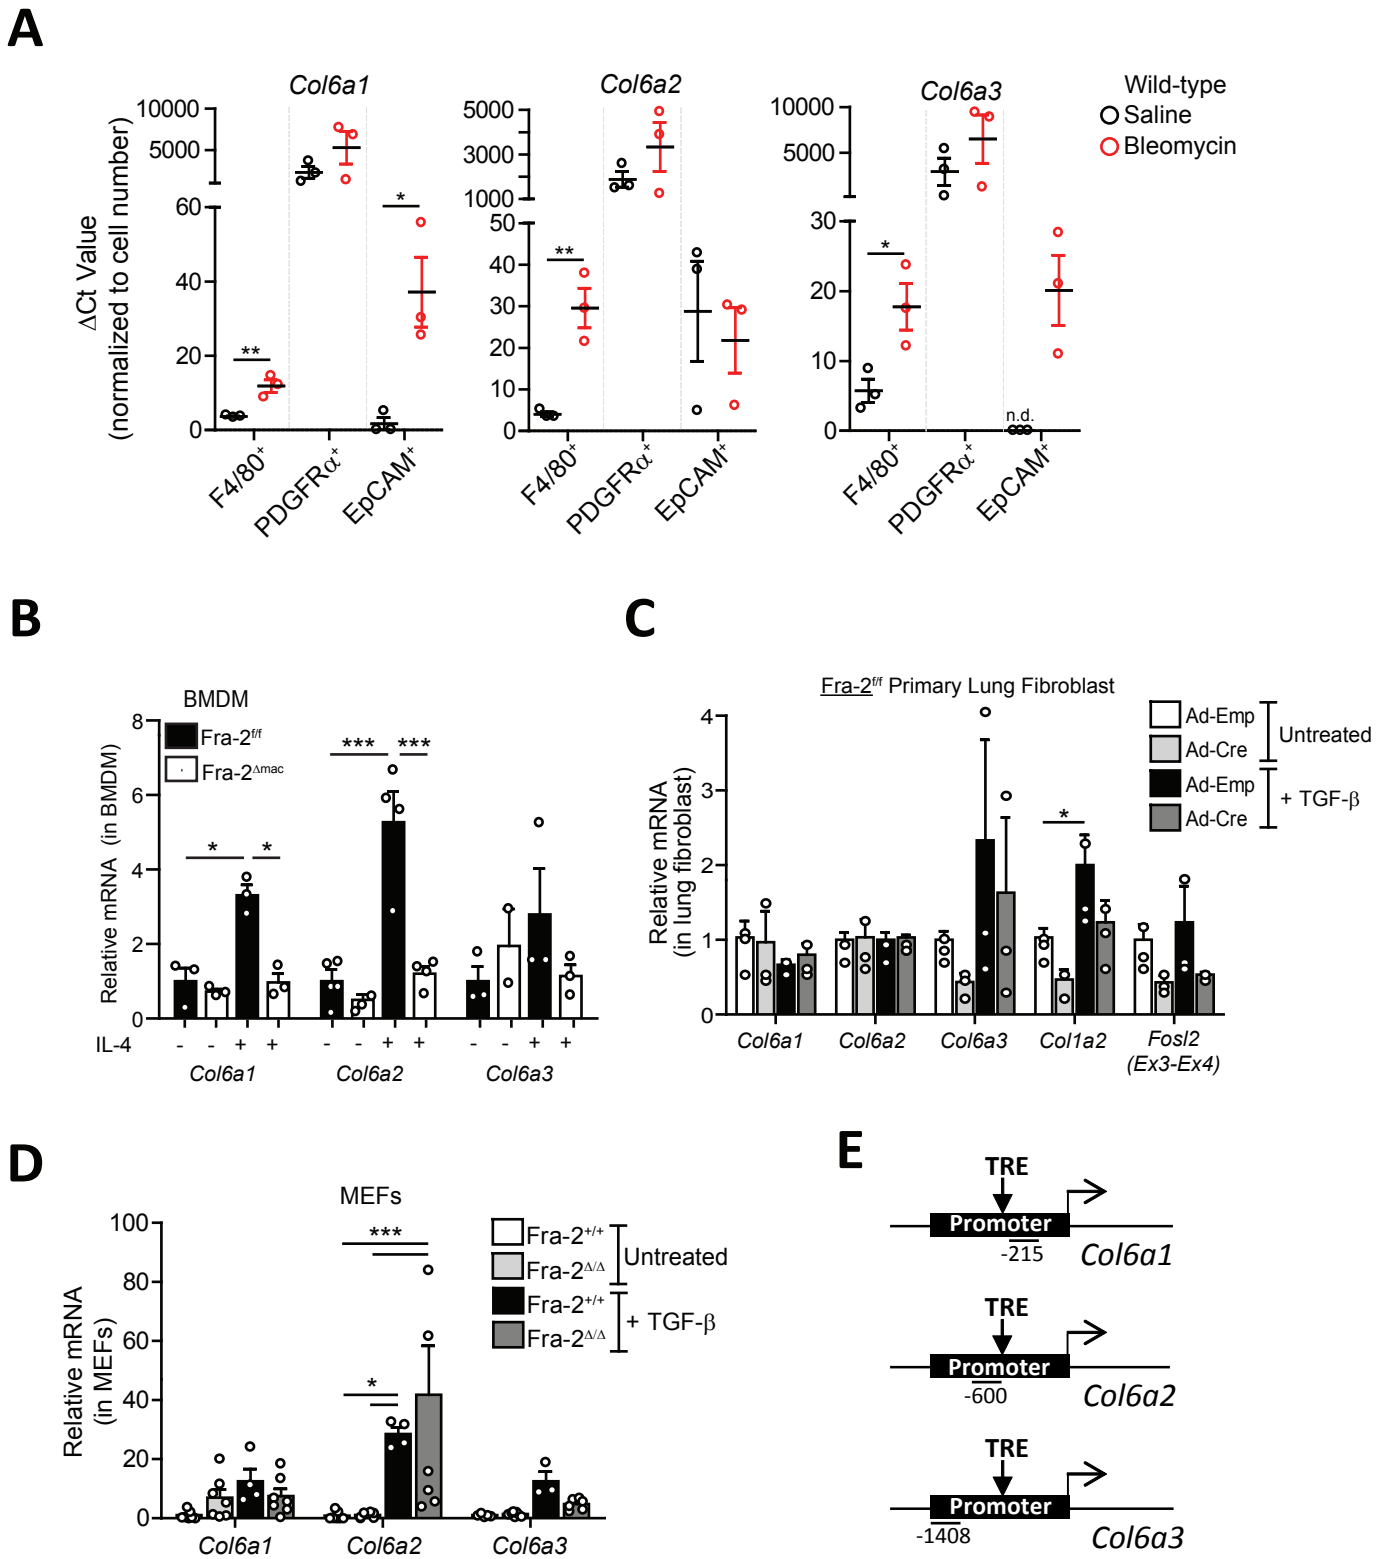 A
Col6a1
Col6a2
Col6a3
Wild-type
Saline
Bleomycin
ΔCt Value
(normalized to cell number)
10000
5000
60
40
20
0
**
*
5000
3000
1000
50
40
30
20
10
0
**
10000
5000
30
20
10
0
*
n.d.
F4/80+
PDGFRα+
EpCAM+
F4/80+
PDGFRα+
EpCAM+
F4/80+
PDGFRα+
EpCAM+
B
BMDM
Fra-2f/f
Fra-2Δmac
Relative mRNA (in BMDM)
8
6
4
2
0
* *
*** ***
IL-4 - - + + - - + + - - + +
Col6a1 Col6a2 Col6a3
C
Fra-2f/f Primary Lung Fibroblast
Ad-Emp
Ad-Cre
Untreated
Ad-Emp
Ad-Cre
+ TGF-β
Relative mRNA
(in lung fibroblast)
4
3
2
1
0
*
Col6a1 Col6a2 Col6a3 Col1a2 Fosl2
(Ex3-Ex4)
D
MEFs
Fra-2+/+
Fra-2Δ/Δ
Untreated
Fra-2+/+
Fra-2Δ/Δ
+ TGF-β
Relative mRNA
(in MEFs)
100
80
60
40
20
0
***
*
Col6a1 Col6a2 Col6a3
E
TRE
Promoter
-215
Col6a1
TRE
Promoter
-600
Col6a2
TRE
Promoter
-1408
Col6a3